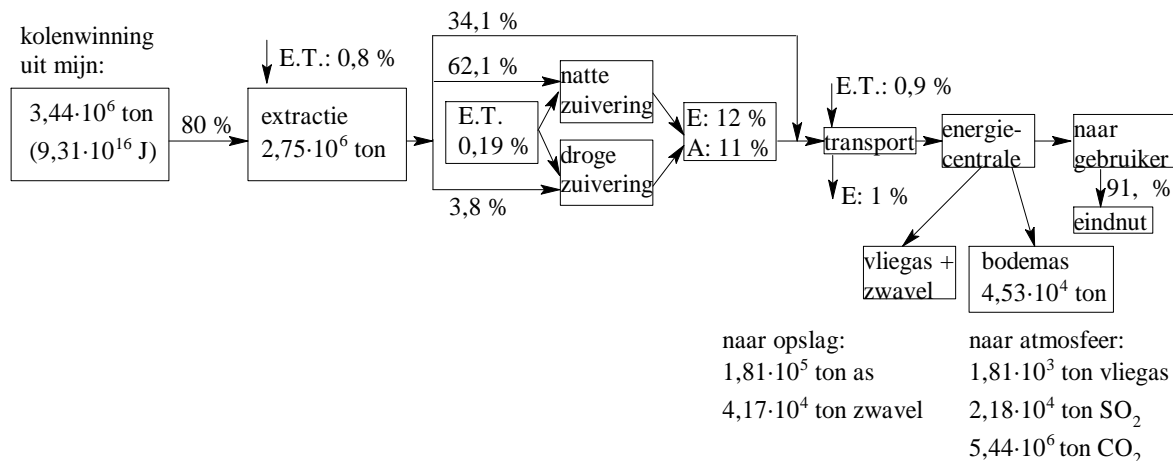 kolenwinning
uit mijn:
3,44·10⁶ ton
(9,31·10¹⁶ J)
80 %
E.T.: 0,8 %
extractie
2,75·10⁶ ton
34,1 %
62,1 %
E.T.
0,19 %
3,8 %
natte
zuivering
droge
zuivering
E: 12 %
A: 11 %
E.T.: 0,9 %
transport
E: 1 %
energie-
centrale
naar
gebruiker
91, %
eindnut
vliegas +
zwavel
bodemas
4,53·10⁴ ton
naar opslag:
1,81·10⁵ ton as
4,17·10⁴ ton zwavel
naar atmosfeer:
1,81·10³ ton vliegas
2,18·10⁴ ton SO₂
5,44·10⁶ ton CO₂